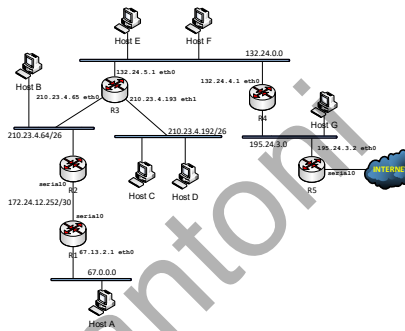 Host E
Host F
132.24.0.0
132.24.5.1 eth0
132.24.4.1 eth0
Host B
210.23.4.65 eth0
210.23.4.193 eth1
R3
R4
Host G
210.23.4.64/26
210.23.4.192/26
195.24.3.0
195.24.3.2 eth0
INTERNET
serial0
R5
serial0
R2
Host C
Host D
172.24.12.252/30
serial0
67.13.2.1 eth0
R1
67.0.0.0
Host A
antoni